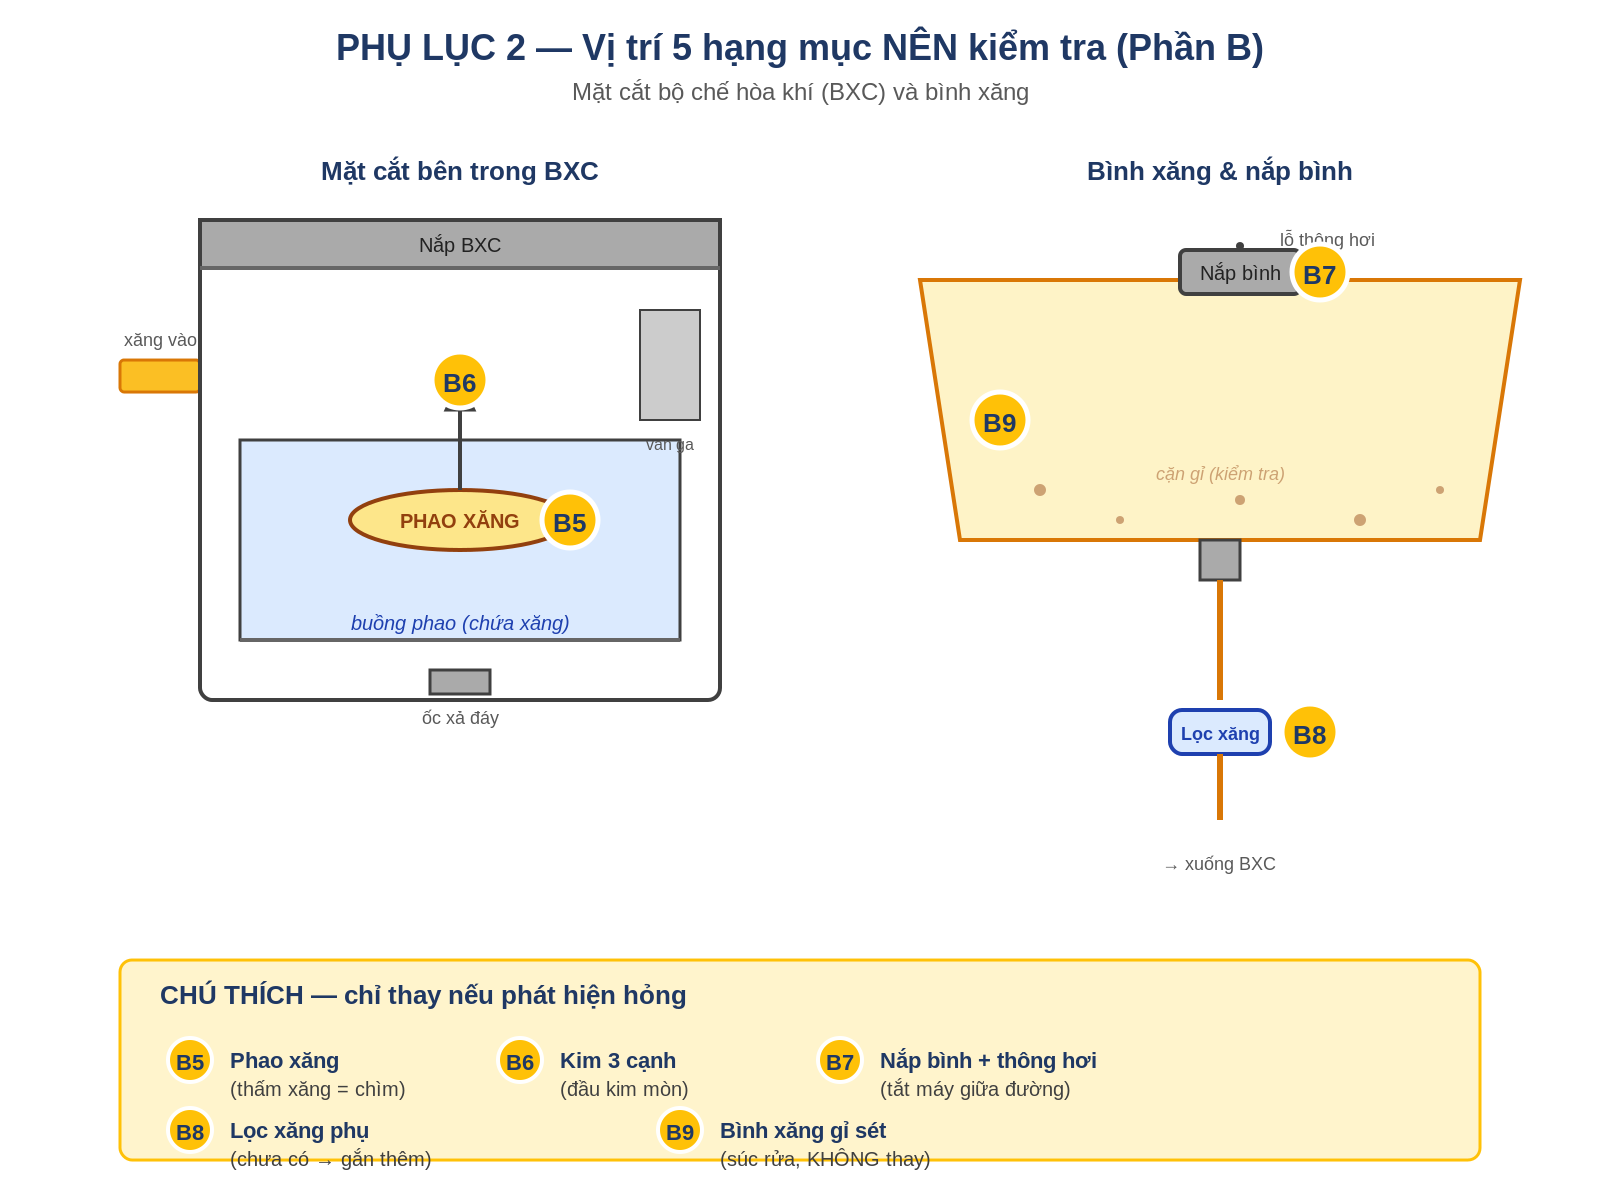 PHỤ LỤC 2 — Vị trí 5 hạng mục NÊN kiểm tra (Phần B)
Mặt cắt bộ chế hòa khí (BXC) và bình xăng
Mặt cắt bên trong BXC
Nắp BXC
xăng vào
B6
van ga
PHAO XĂNG
B5
buồng phao (chứa xăng)
ốc xả đáy
Bình xăng & nắp bình
lỗ thông hơi
Nắp bình
B7
B9
cặn gỉ (kiểm tra)
Lọc xăng
B8
→ xuống BXC
CHÚ THÍCH — chỉ thay nếu phát hiện hỏng
B5 Phao xăng
(thấm xăng = chìm)
B6 Kim 3 cạnh
(đầu kim mòn)
B7 Nắp bình + thông hơi
(tắt máy giữa đường)
B8 Lọc xăng phụ
(chưa có → gắn thêm)
B9 Bình xăng gỉ sét
(súc rửa, KHÔNG thay)